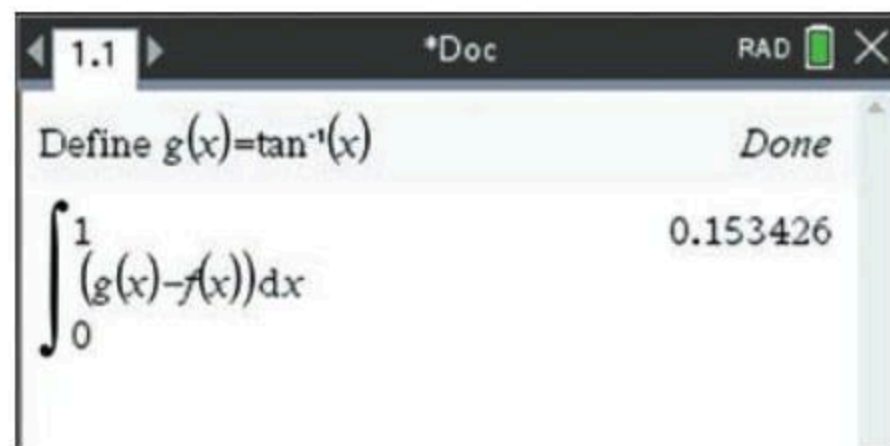 1.1 *Doc RAD
Define g(x)=tan⁻¹(x) Done
∫₀¹(g(x)-f(x))dx 0.153426